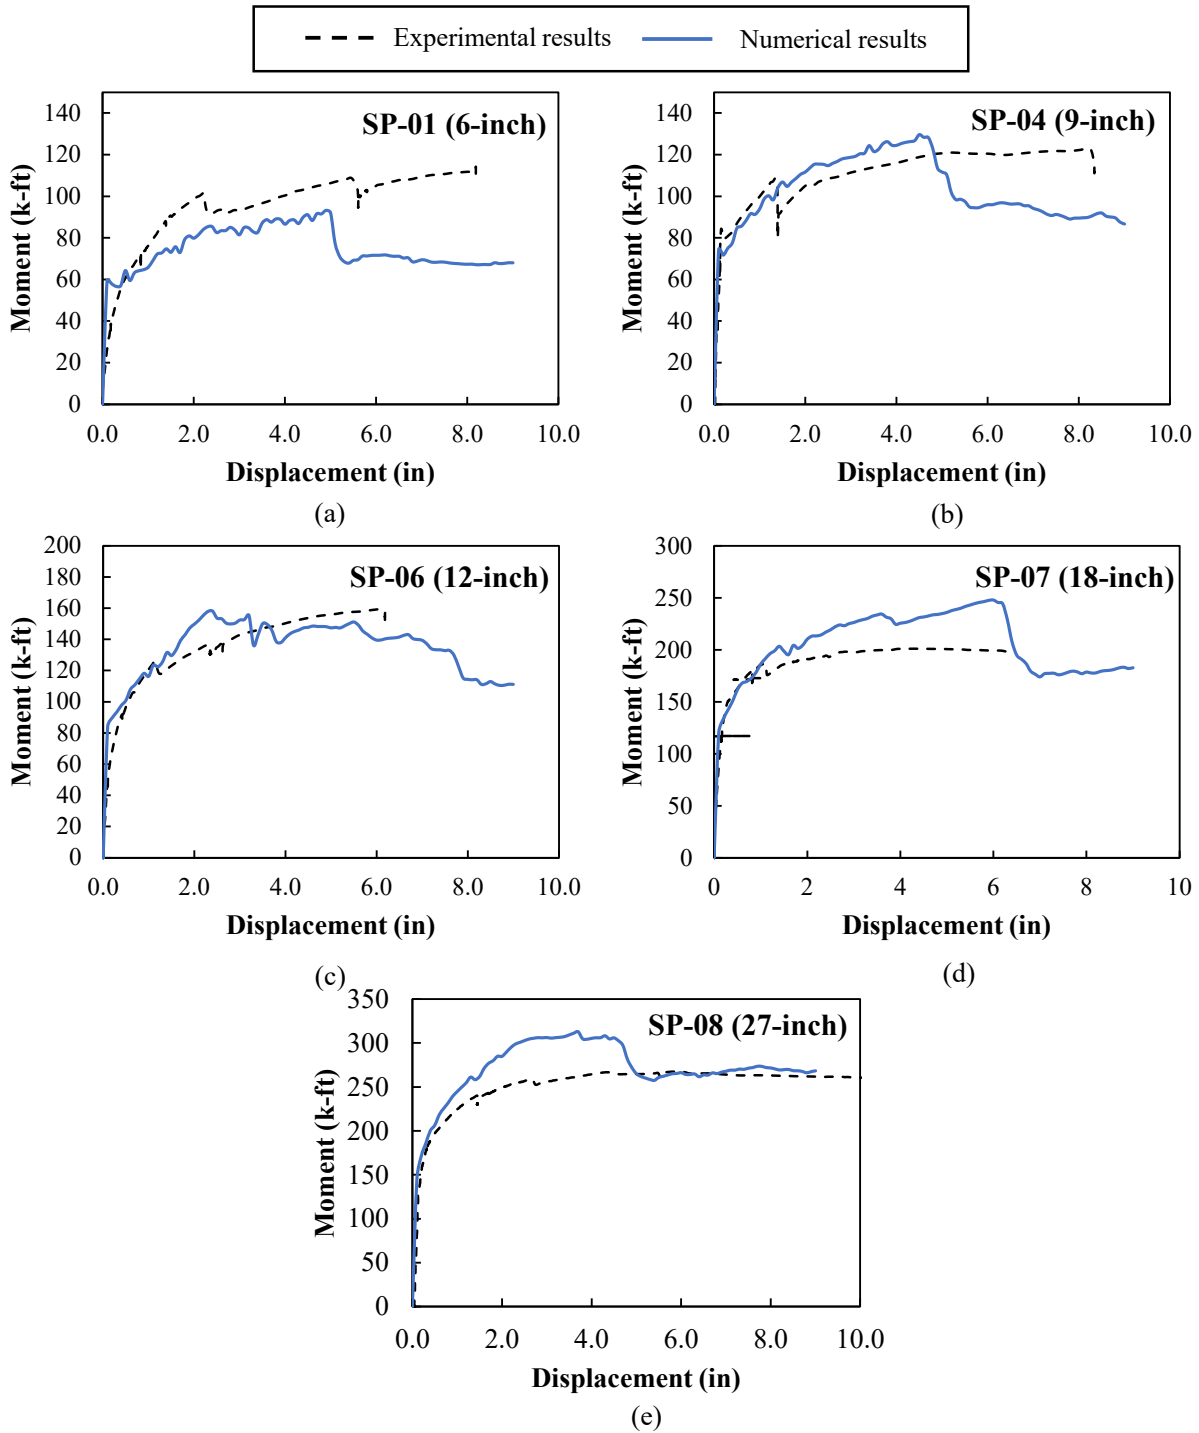 Experimental results Numerical results
SP-01 (6-inch)
140
120
100
80
60
40
20
0
0.0 2.0 4.0 6.0 8.0 10.0
Moment (k-ft)
Displacement (in)
(a)
SP-04 (9-inch)
140
120
100
80
60
40
20
0
0.0 2.0 4.0 6.0 8.0 10.0
Moment (k-ft)
Displacement (in)
(b)
SP-06 (12-inch)
200
180
160
140
120
100
80
60
40
20
0
0.0 2.0 4.0 6.0 8.0 10.0
Moment (k-ft)
Displacement (in)
(c)
SP-07 (18-inch)
300
250
200
150
100
50
0
0 2 4 6 8 10
Moment (k-ft)
Displacement (in)
(d)
SP-08 (27-inch)
350
300
250
200
150
100
50
0
0.0 2.0 4.0 6.0 8.0 10.0
Moment (k-ft)
Displacement (in)
(e)